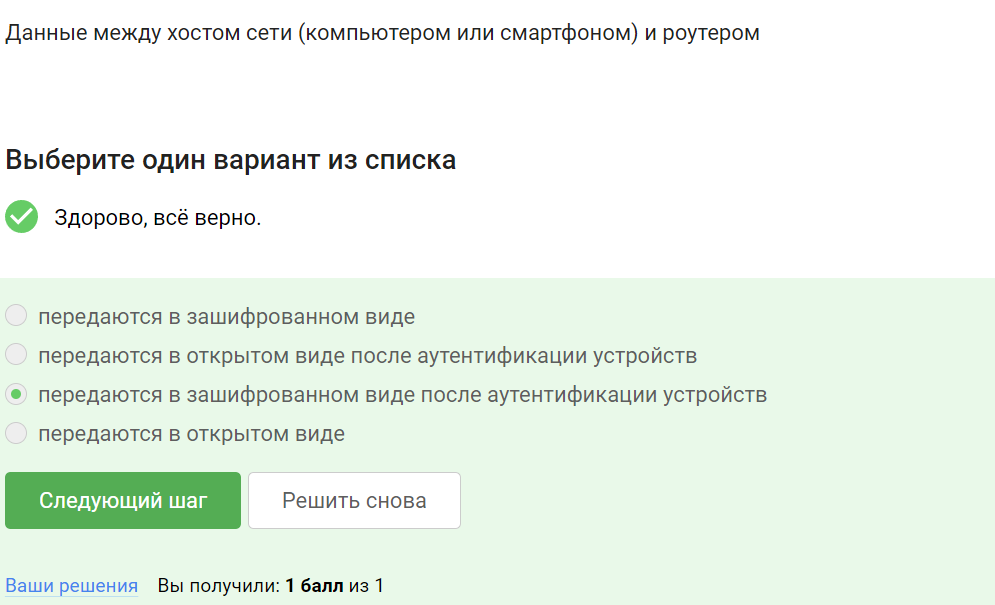 Данные между хостом сети (компьютером или смартфоном) и роутером
Выберите один вариант из списка
Здорово, всё верно.
передаются в зашифрованном виде
передаются в открытом виде после аутентификации устройств
передаются в зашифрованном виде после аутентификации устройств
передаются в открытом виде
Следующий шаг Решить снова
Ваши решения Вы получили: 1 балл из 1